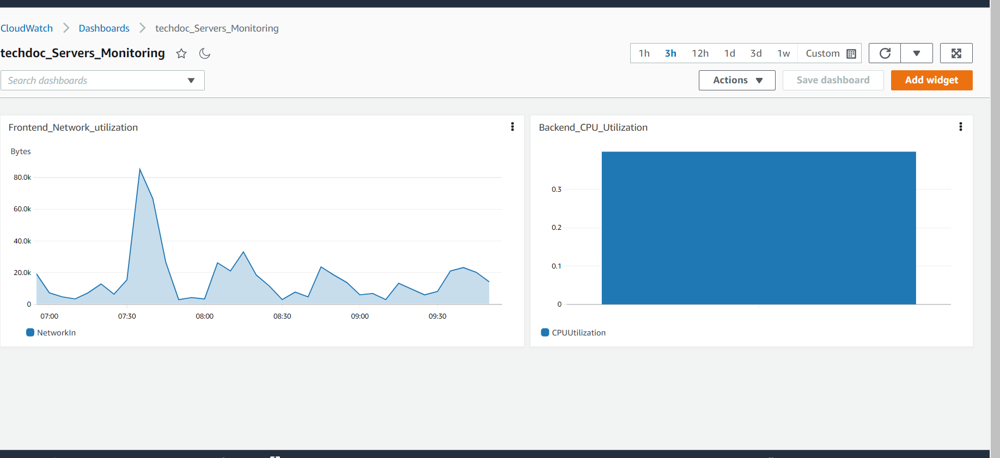 CloudWatch > Dashboards > techdoc_Servers_Monitoring
techdoc_Servers_Monitoring
1h 3h 12h 1d 3d 1w Custom
Search dashboards
Actions
Save dashboard
Add widget
Frontend_Network_utilization
Bytes
80.0k
60.0k
40.0k
20.0k
0
07:00 07:30 08:00 08:30 09:00 09:30
NetworkIn
Backend_CPU_Utilization
0.3
0.2
0.1
0
CPUUtilization